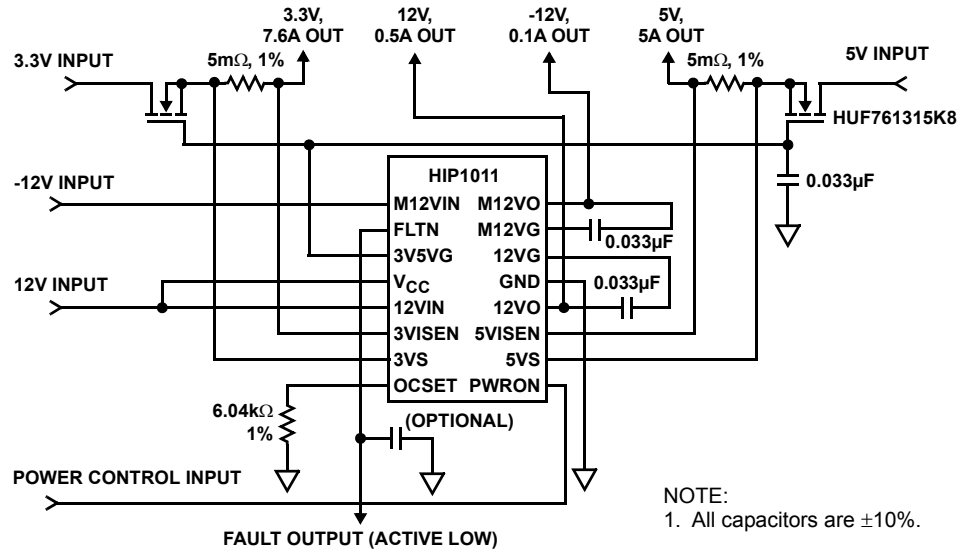 3.3V,
7.6A OUT
12V,
0.5A OUT
-12V,
0.1A OUT
5V,
5A OUT
3.3V INPUT
5mΩ, 1%
5mΩ, 1%
5V INPUT
HUF761315K8
0.033µF
HIP1011
-12V INPUT
M12VIN
M12VO
FLTN
M12VG
0.033µF
3V5VG
12VG
12V INPUT
VCC
GND
0.033µF
12VIN
12VO
3VISEN
5VISEN
3VS
5VS
OCSET
PWRON
6.04kΩ
1%
(OPTIONAL)
POWER CONTROL INPUT
FAULT OUTPUT (ACTIVE LOW)
NOTE:
1. All capacitors are ±10%.